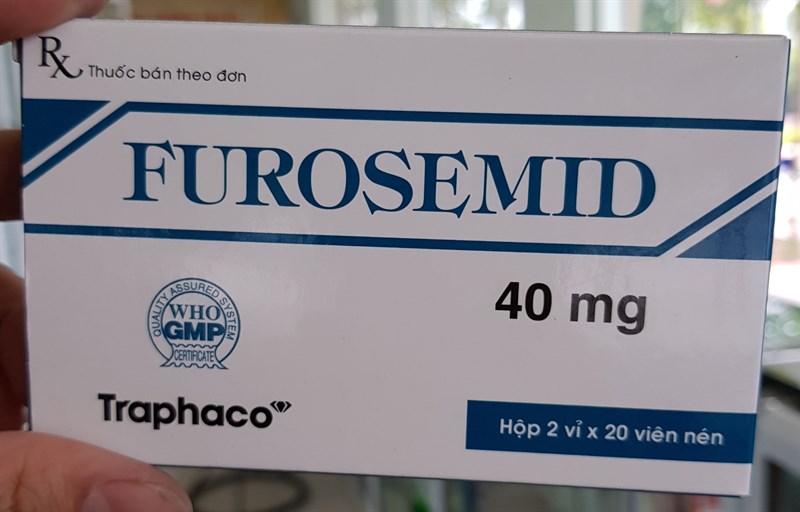 Rx Thuốc bán theo đơn
FUROSEMID
40 mg
QUALITY ASSURED SYSTEM
WHO
GMP
CERTIFICATE
Traphaco
Hộp 2 vỉ x 20 viên nén